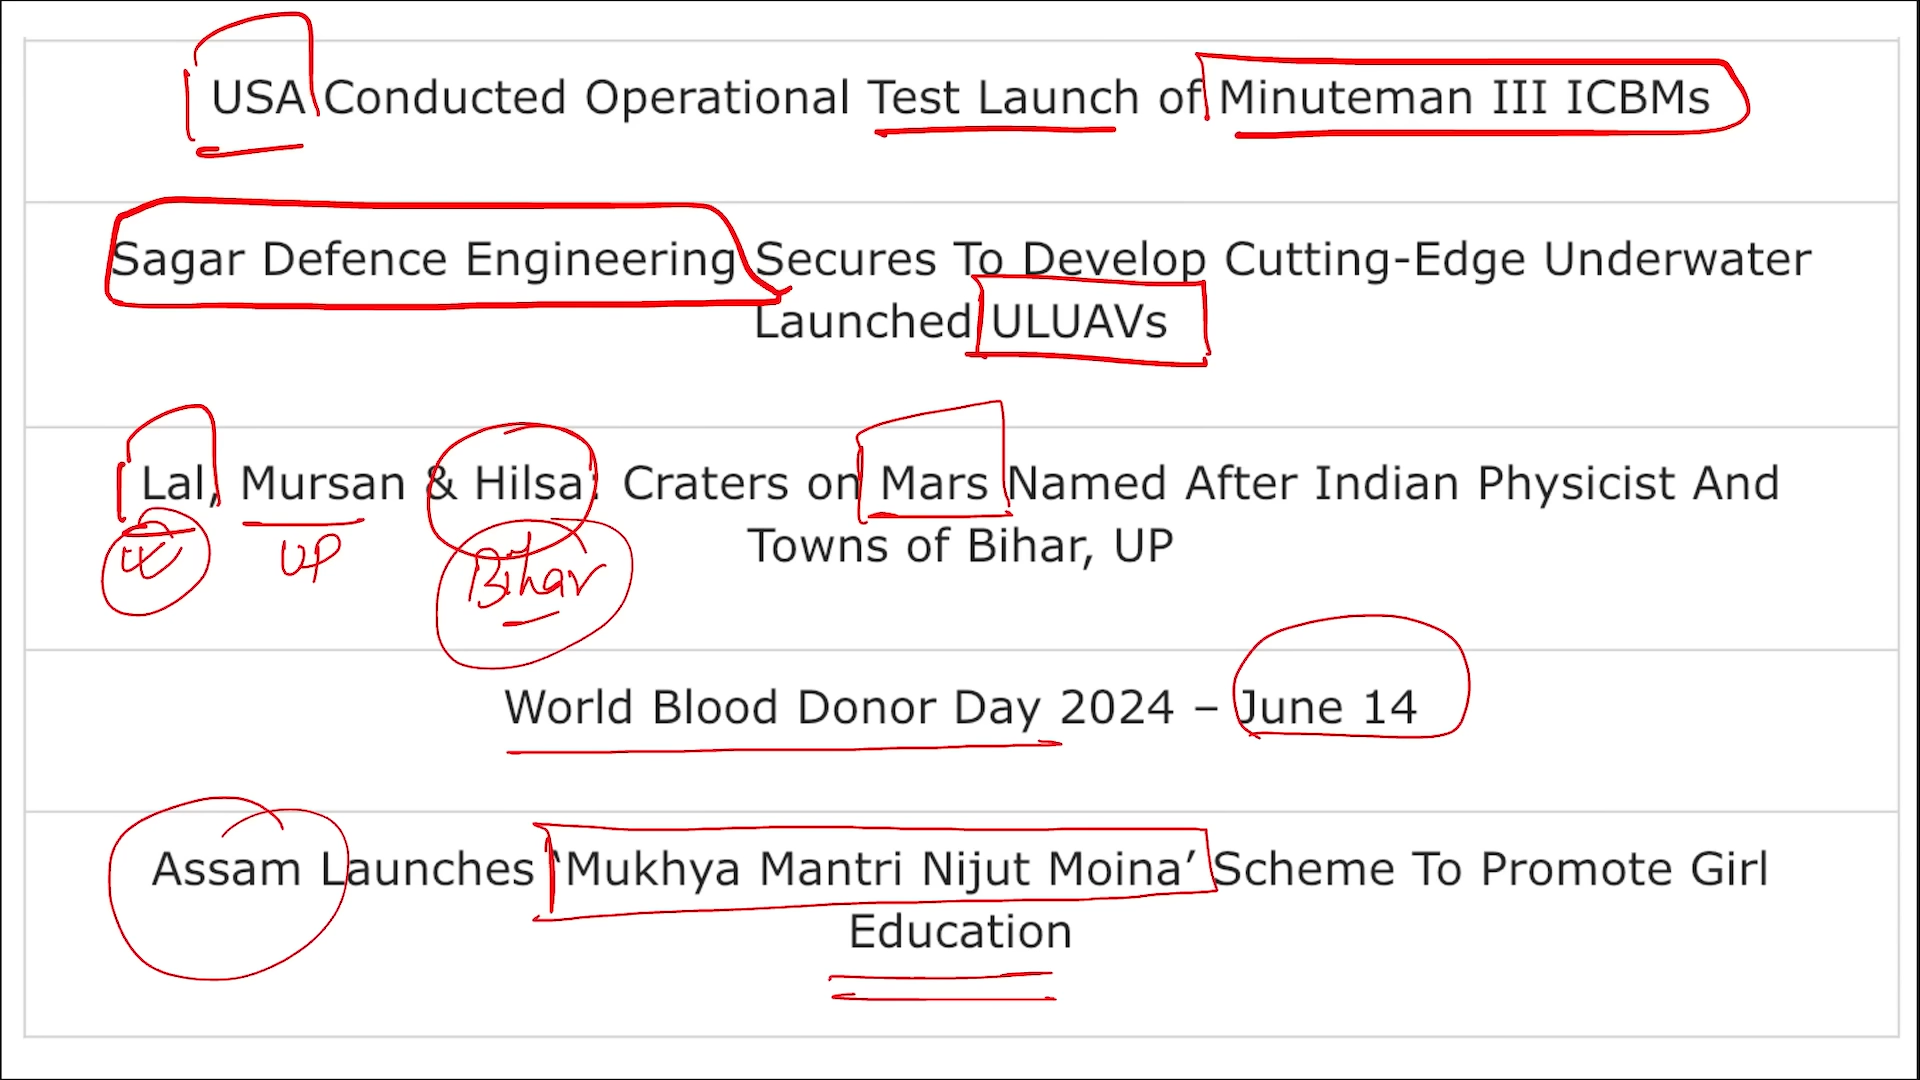 USA Conducted Operational Test Launch of Minuteman III ICBMs
Sagar Defence Engineering Secures To Develop Cutting-Edge Underwater
Launched ULUAVs
Lal, Mursan & Hilsa: Craters on Mars Named After Indian Physicist And
Towns of Bihar, UP
UP
Bihar
World Blood Donor Day 2024 – June 14
Assam Launches ‘Mukhya Mantri Nijut Moina’ Scheme To Promote Girl
Education